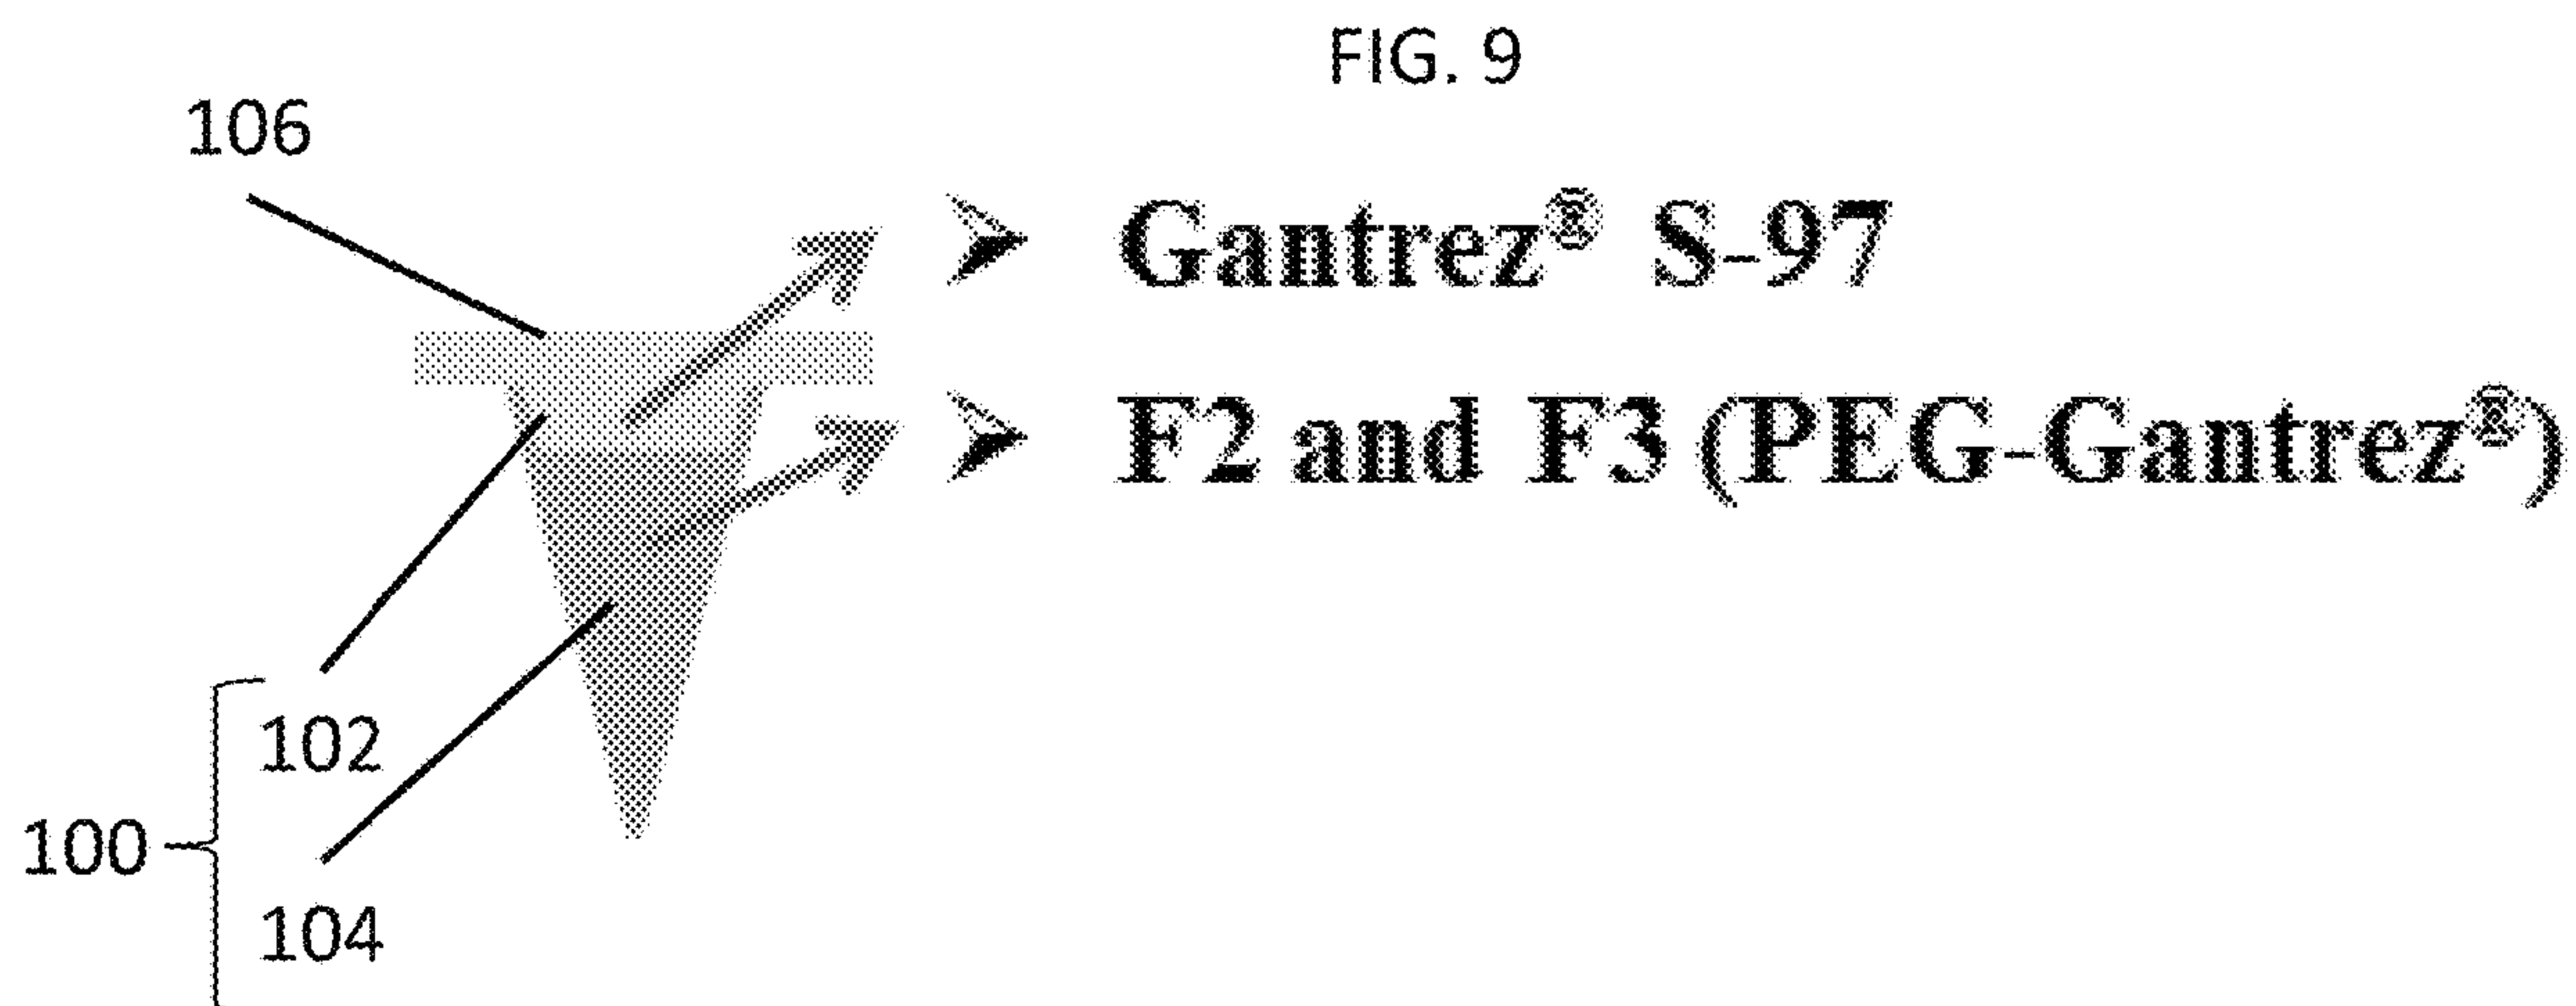 FIG. 9
106
➢ Gantrez® S-97
➢ F2 and F3 (PEG-Gantrez®)
102
100
104